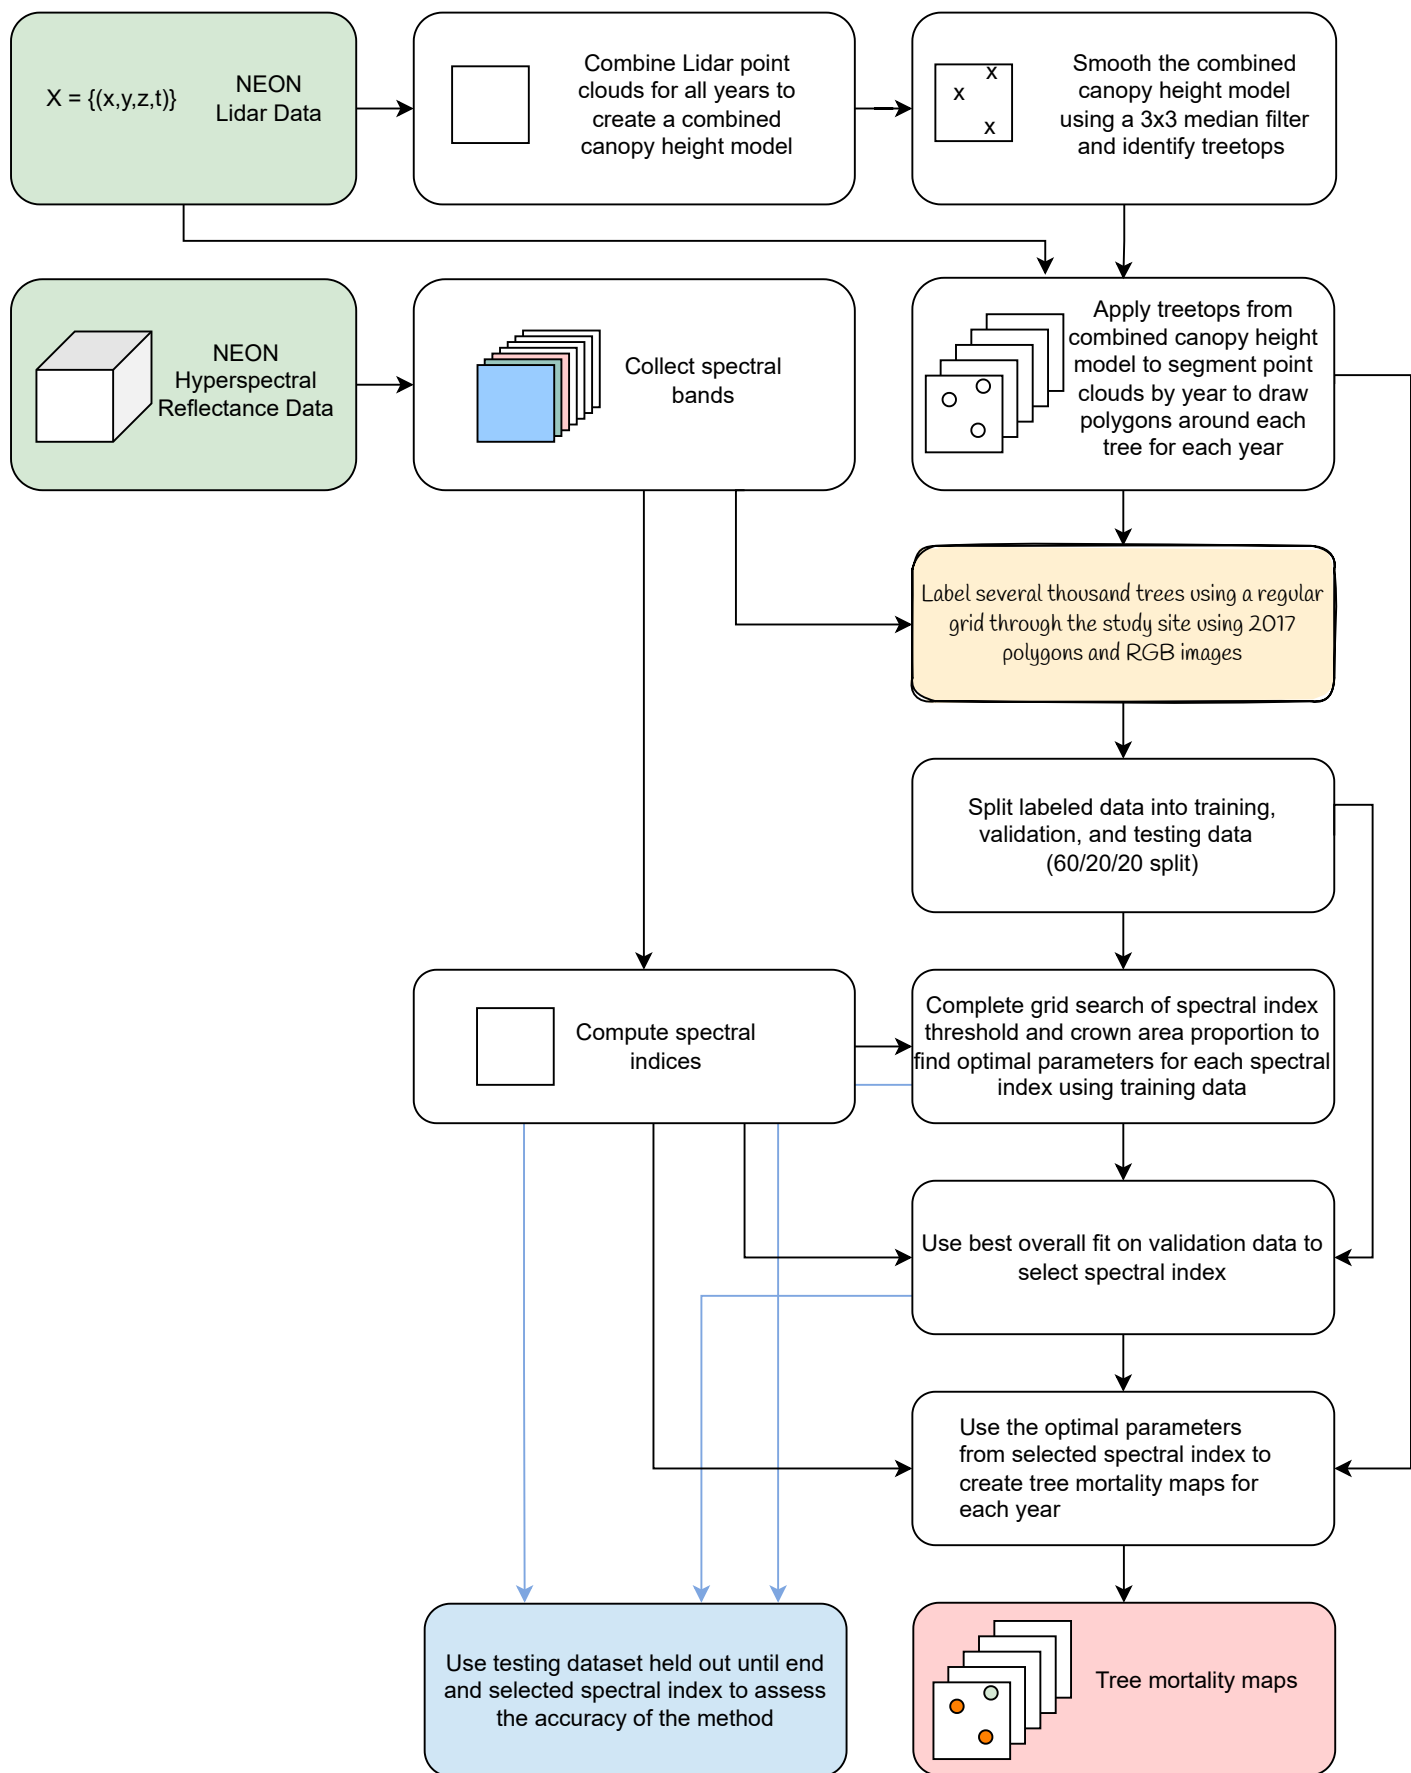 X = {(x,y,z,t)}
NEON
Lidar Data
Combine Lidar point
clouds for all years to
create a combined
canopy height model
x
x
x
Smooth the combined
canopy height model
using a 3x3 median filter
and identify treetops
NEON
Hyperspectral
Reflectance Data
Collect spectral
bands
Apply treetops from
combined canopy height
model to segment point
clouds by year to draw
polygons around each
tree for each year
Label several thousand trees using a regular
grid through the study site using 2017
polygons and RGB images
Split labeled data into training,
validation, and testing data
(60/20/20 split)
Compute spectral
indices
Complete grid search of spectral index
threshold and crown area proportion to
find optimal parameters for each spectral
index using training data
Use best overall fit on validation data to
select spectral index
Use the optimal parameters
from selected spectral index to
create tree mortality maps for
each year
Use testing dataset held out until end
and selected spectral index to assess
the accuracy of the method
Tree mortality maps